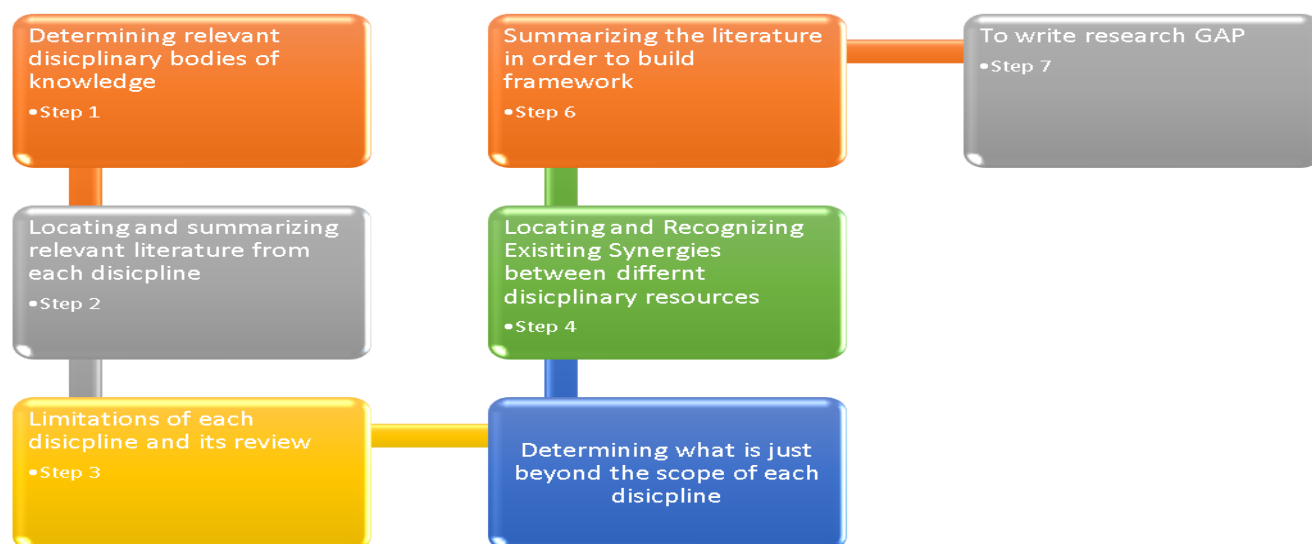 Determining relevant
disicplinary bodies of
knowledge
•Step 1
Locating and summarizing
relevant literature from
each disicpline
•Step 2
Limitations of each
disicpline and its review
•Step 3
Determining what is just
beyond the scope of each
disicpline
Locating and Recognizing
Exisiting Synergies
between differnt
disicplinary resources
•Step 4
Summarizing the literature
in order to build
framework
•Step 6
To write research GAP
•Step 7